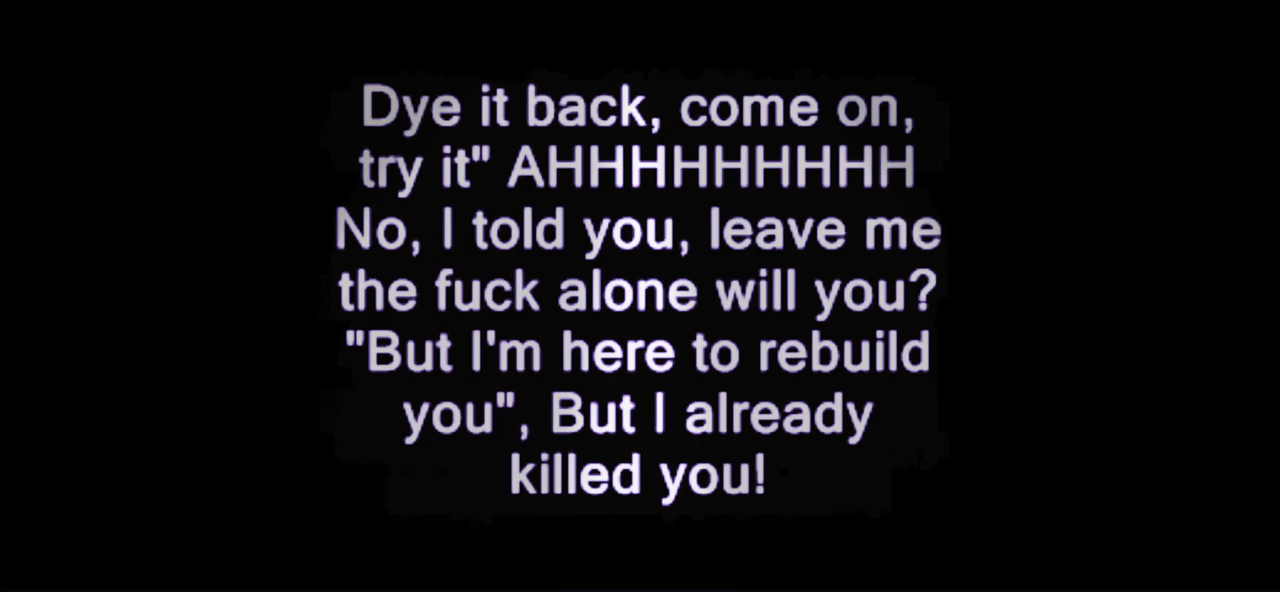 Dye it back, come on,
try it" AHHHHHHHHH
No, I told you, leave me
the fuck alone will you?
"But I'm here to rebuild
you", But I already
killed you!